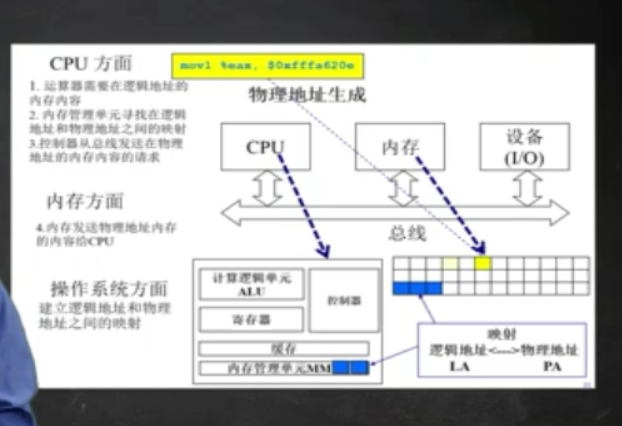 CPU 方面
movl %eax, $0xfffa620e
1. 运算器需要在逻辑地址的
内存内容
2. 内存管理单元寻找在逻辑
地址和物理地址之间的映射
3.控制器从总线发送在物理
地址的内存内容的请求
物理地址生成
CPU
内存
设备
(I/O)
内存方面
4.内存发送物理地址内存
的内容给CPU
总线
操作系统方面
建立逻辑地址和物理
地址之间的映射
计算逻辑单元
ALU
控制器
寄存器
缓存
内存管理单元MM
映射
逻辑地址<--->物理地址
LA
PA